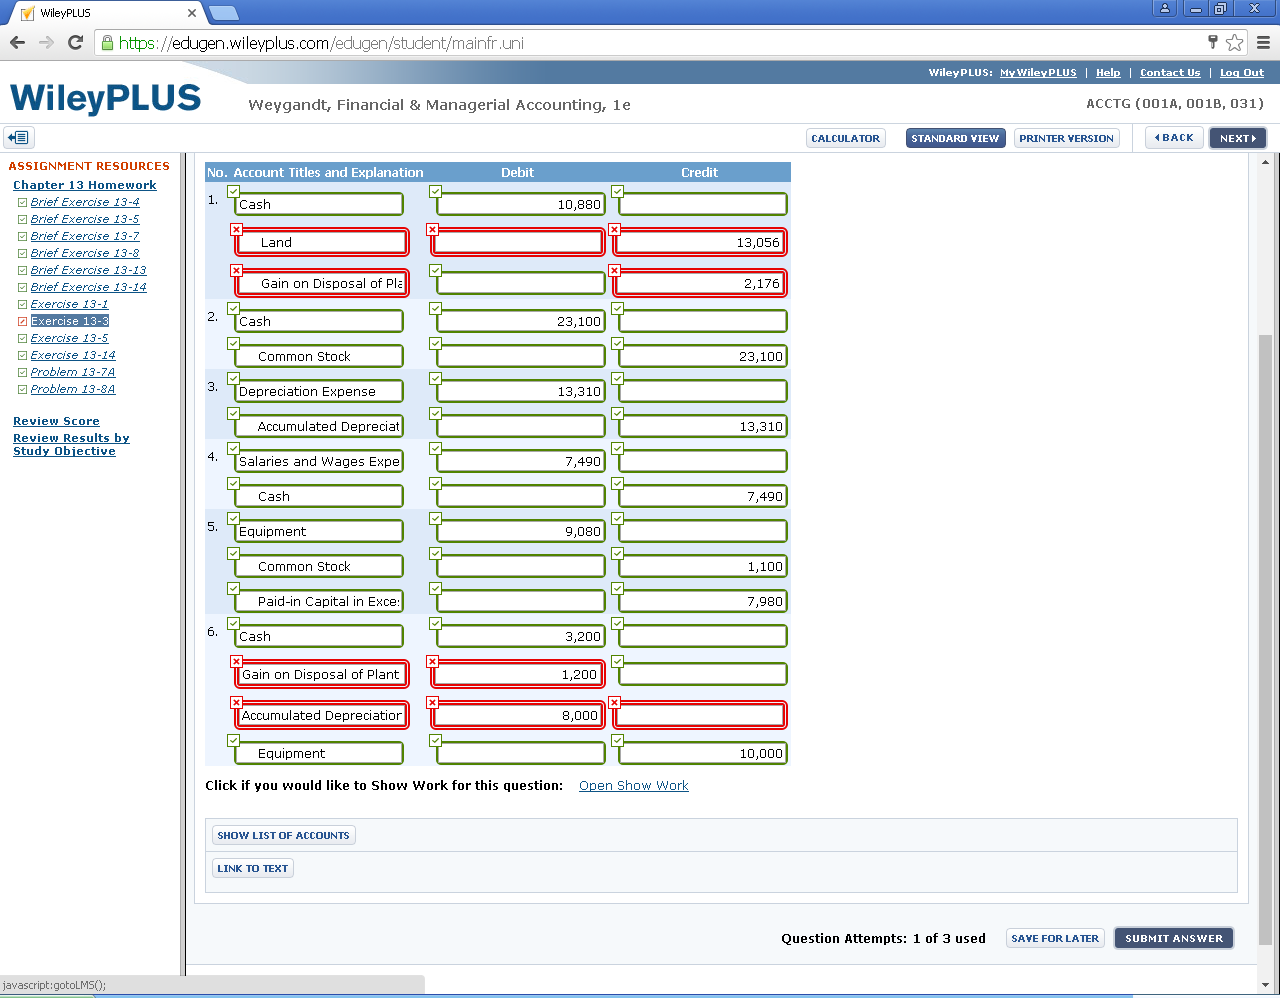 WileyPLUS
https://edugen.wileyplus.com/edugen/student/mainfr.uni
WileyPLUS: MyWileyPLUS | Help | Contact Us | Log Out
WileyPLUS
Weygandt, Financial & Managerial Accounting, 1e
ACCTG (001A, 001B, 031)
CALCULATOR STANDARD VIEW PRINTER VERSION BACK NEXT
ASSIGNMENT RESOURCES
Chapter 13 Homework
Brief Exercise 13-4
Brief Exercise 13-5
Brief Exercise 13-7
Brief Exercise 13-8
Brief Exercise 13-13
Brief Exercise 13-14
Exercise 13-1
Exercise 13-3
Exercise 13-5
Exercise 13-14
Problem 13-7A
Problem 13-8A
Review Score
Review Results by
Study Objective
No. Account Titles and Explanation Debit Credit
1. Cash 10,880
Land 13,056
Gain on Disposal of Pla 2,176
2. Cash 23,100
Common Stock 23,100
3. Depreciation Expense 13,310
Accumulated Depreciat 13,310
4. Salaries and Wages Expe 7,490
Cash 7,490
5. Equipment 9,080
Common Stock 1,100
Paid-in Capital in Exce 7,980
6. Cash 3,200
Gain on Disposal of Plant 1,200
Accumulated Depreciation 8,000
Equipment 10,000
Click if you would like to Show Work for this question: Open Show Work
SHOW LIST OF ACCOUNTS
LINK TO TEXT
Question Attempts: 1 of 3 used SAVE FOR LATER SUBMIT ANSWER
javascript:gotoLMS();